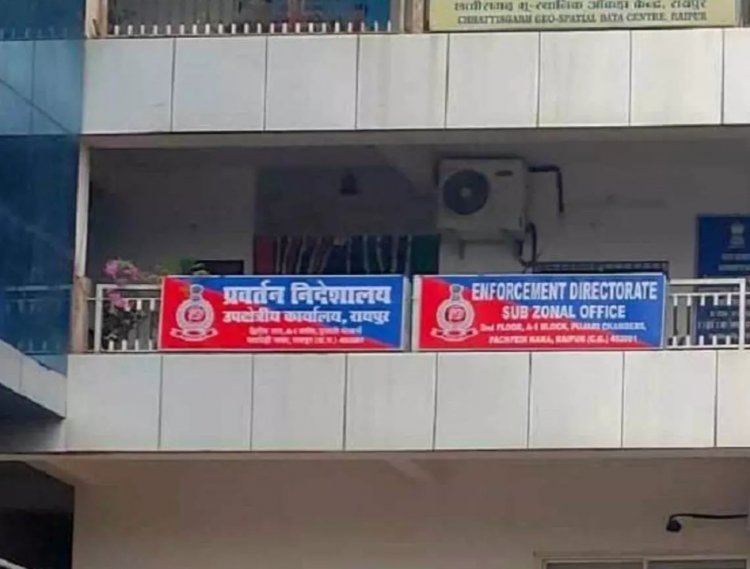 छत्तीसगढ़ भू-स्थानिक आँकड़ा केन्द्र, रायपुर
CHHATTISGARH GEO-SPATIAL DATA CENTRE, RAIPUR
प्रवर्तन निदेशालय
उपक्षेत्रीय कार्यालय, रायपुर
ENFORCEMENT DIRECTORATE
SUB ZONAL OFFICE
2nd FLOOR, A-1 BLOCK, PUJARI CHAMBERS,
PACHPEDI NAKA, RAIPUR (C.G.) 492001